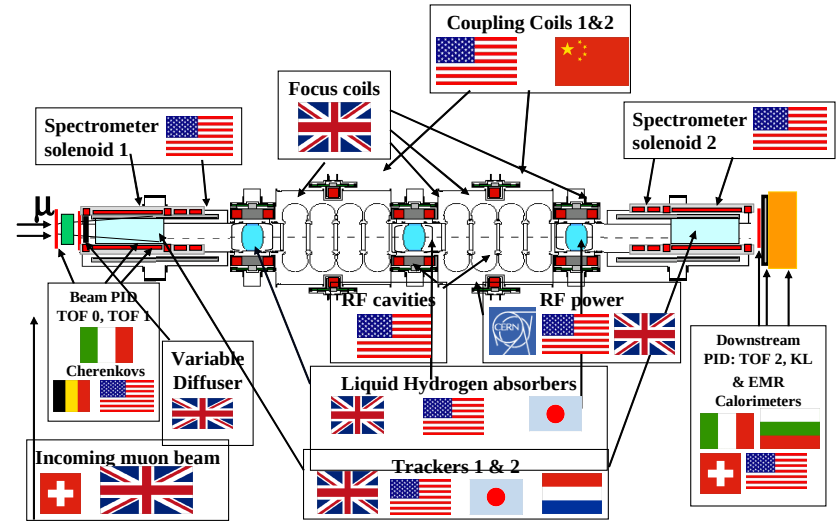 Coupling Coils 1&2
Focus coils
Spectrometer
solenoid 1
Spectrometer
solenoid 2
μ
Beam PID
TOF 0, TOF 1
Cherenkovs
Variable
Diffuser
RF cavities
RF power
CERN
Liquid Hydrogen absorbers
Downstream
PID: TOF 2, KL
& EMR
Calorimeters
Incoming muon beam
Trackers 1 & 2